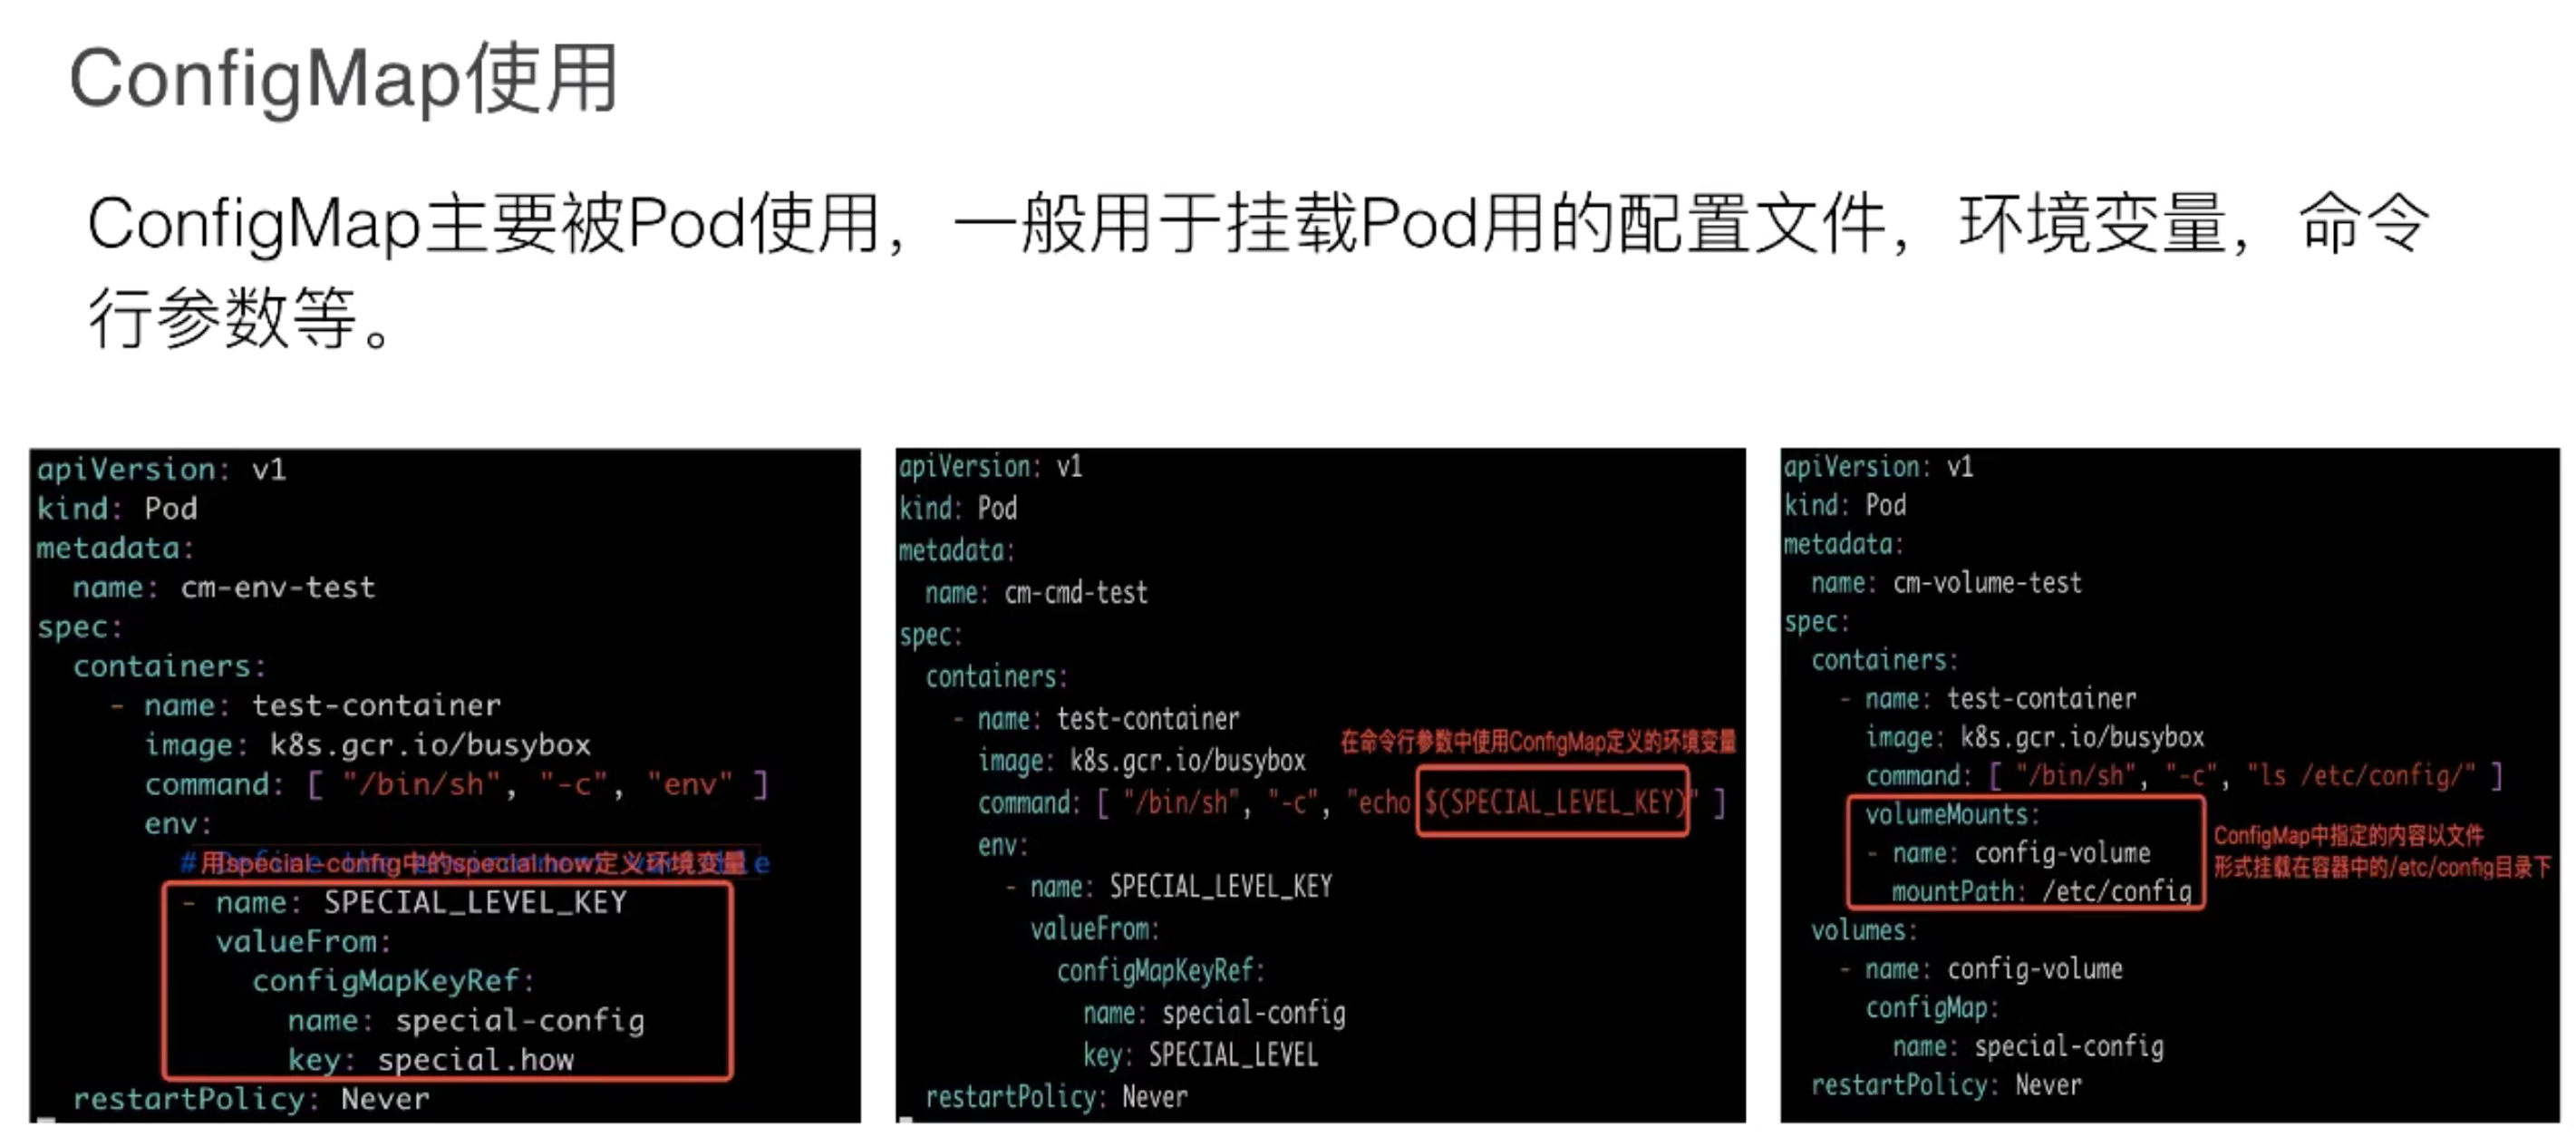 ConfigMap使用
ConfigMap主要被Pod使用，一般用于挂载Pod用的配置文件，环境变量，命令
行参数等。
apiVersion: v1
kind: Pod
metadata:
  name: cm-env-test
spec:
  containers:
    - name: test-container
      image: k8s.gcr.io/busybox
      command: [ "/bin/sh", "-c", "env" ]
      env:
        # 用special-config中的special.how定义环境变量
        - name: SPECIAL_LEVEL_KEY
          valueFrom:
            configMapKeyRef:
              name: special-config
              key: special.how
  restartPolicy: Never
apiVersion: v1
kind: Pod
metadata:
  name: cm-cmd-test
spec:
  containers:
    - name: test-container
在命令行参数中使用ConfigMap定义的环境变量
      image: k8s.gcr.io/busybox
      command: [ "/bin/sh", "-c", "echo $(SPECIAL_LEVEL_KEY)" ]
      env:
        - name: SPECIAL_LEVEL_KEY
          valueFrom:
            configMapKeyRef:
              name: special-config
              key: SPECIAL_LEVEL
  restartPolicy: Never
apiVersion: v1
kind: Pod
metadata:
  name: cm-volume-test
spec:
  containers:
    - name: test-container
      image: k8s.gcr.io/busybox
      command: [ "/bin/sh", "-c", "ls /etc/config/" ]
      volumeMounts:
      - name: config-volume
        mountPath: /etc/config
ConfigMap中指定的内容以文件
形式挂载在容器中的/etc/config目录下
  volumes:
    - name: config-volume
      configMap:
        name: special-config
  restartPolicy: Never